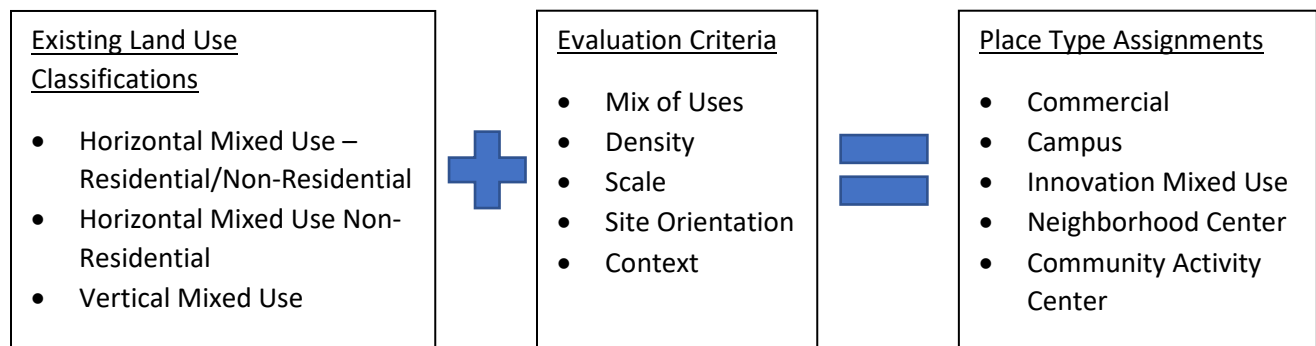 Existing Land Use
Classifications
• Horizontal Mixed Use –
Residential/Non-Residential
• Horizontal Mixed Use Non-
Residential
• Vertical Mixed Use
Evaluation Criteria
• Mix of Uses
• Density
• Scale
• Site Orientation
• Context
Place Type Assignments
• Commercial
• Campus
• Innovation Mixed Use
• Neighborhood Center
• Community Activity
Center